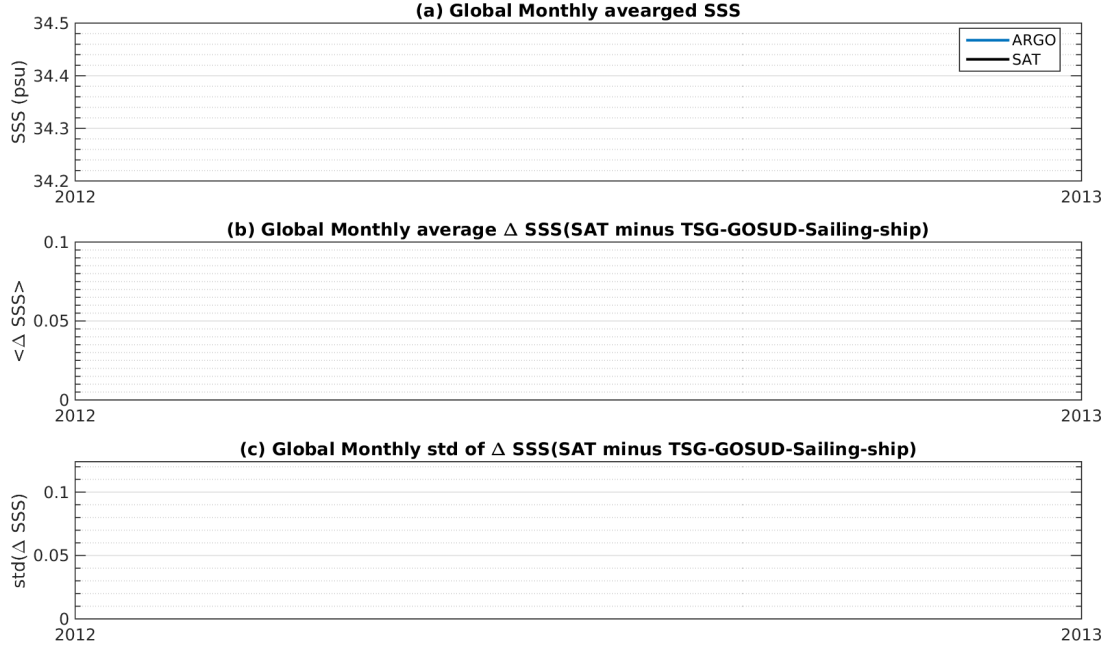 (a) Global Monthly avearged SSS
34.5
34.4
34.3
34.2
SSS (psu)
ARGO
SAT
2012
2013
(b) Global Monthly average Δ SSS(SAT minus TSG-GOSUD-Sailing-ship)
0.1
0.05
0
<Δ SSS>
2012
2013
(c) Global Monthly std of Δ SSS(SAT minus TSG-GOSUD-Sailing-ship)
0.1
0.05
0
std(Δ SSS)
2012
2013